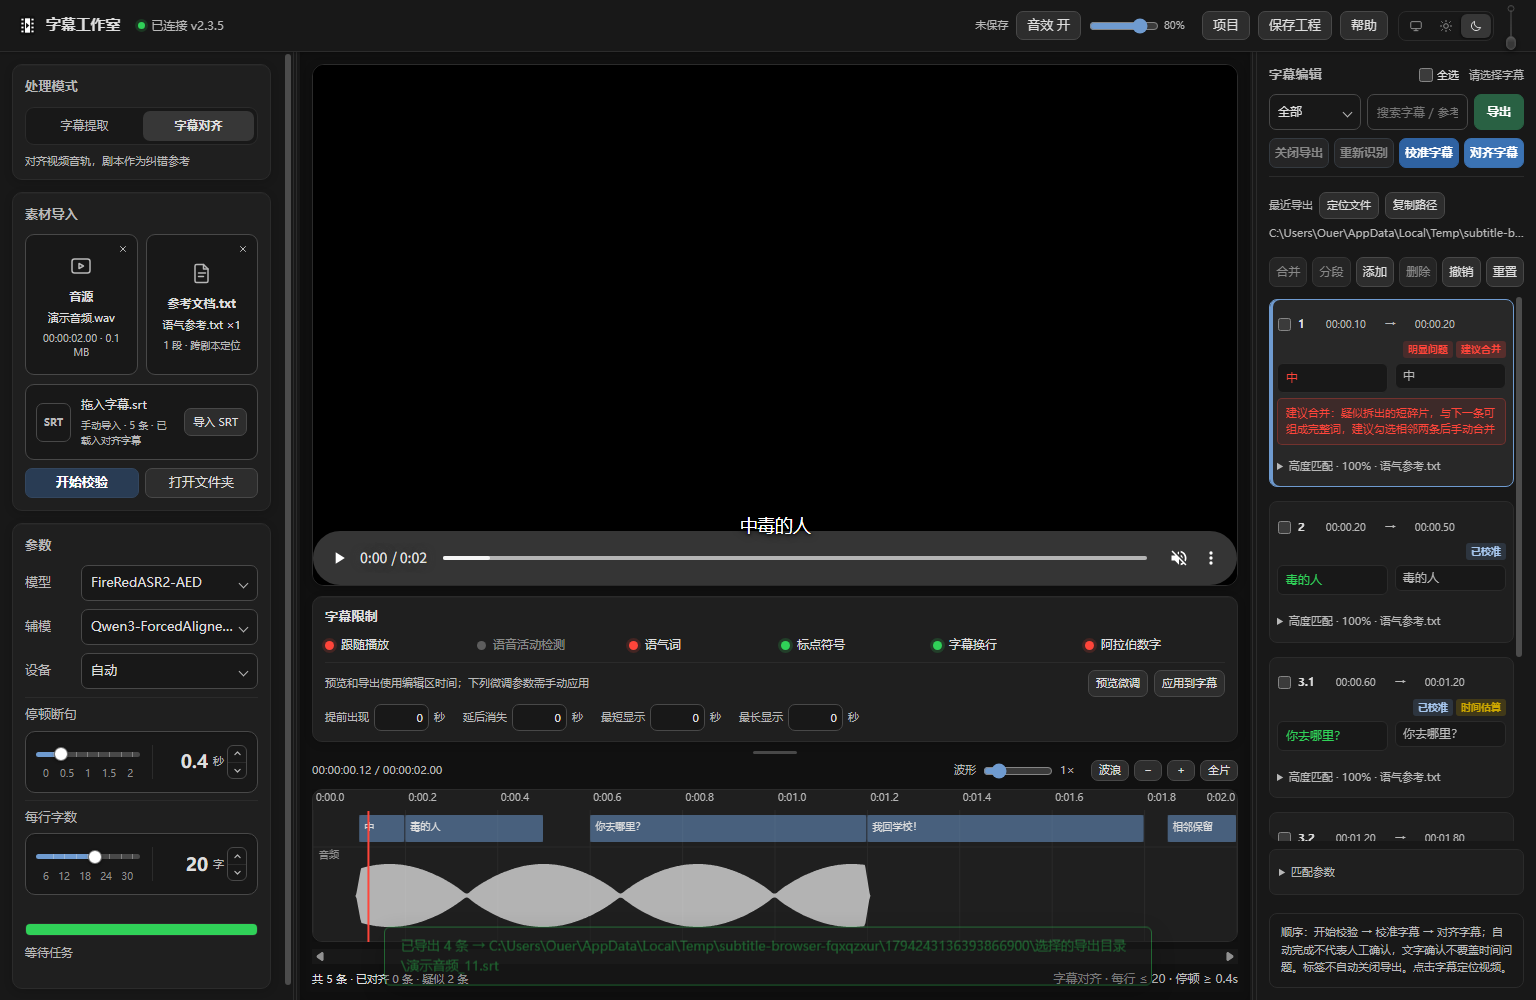 字幕工作室
已连接 v2.3.5
未保存
音效 开
80%
项目
保存工程
帮助
处理模式
字幕提取
字幕对齐
对齐视频音轨，剧本作为纠错参考
素材导入
音源
演示音频.wav
00:00:02.00 · 0.1
MB
参考文档.txt
语气参考.txt ×1
1 段 · 跨剧本定位
SRT
拖入字幕.srt
手动导入 · 5 条 · 已
载入对齐字幕
导入 SRT
开始校验
打开文件夹
参数
模型
FireRedASR2-AED
辅模
Qwen3-ForcedAligne...
设备
自动
停顿断句
0 0.5 1 1.5 2
0.4 秒
每行字数
6 12 18 24 30
20 字
等待任务
中毒的人
0:00 / 0:02
字幕限制
跟随播放
语音活动检测
语气词
标点符号
字幕换行
阿拉伯数字
预览和导出使用编辑区时间；下列微调参数需手动应用
预览微调
应用到字幕
提前出现 0 秒
延后消失 0 秒
最短显示 0 秒
最长显示 0 秒
00:00:00.12 / 00:00:02.00
波形
1×
波浪
−
+
全片
0:00.0 0:00.2 0:00.4 0:00.6 0:00.8 0:01.0 0:01.2 0:01.4 0:01.6 0:01.8 0:02.0
中
毒的人
你去哪里?
我回学校!
相邻保留
音频
已导出 4 条 → C:\Users\Ouer\AppData\Local\Temp\subtitle-browser-fqxqzxur\1794243136393866900\选择的导出目录
\演示音频_11.srt
共 5 条 · 已对齐 0 条 · 疑似 2 条
字幕对齐 · 每行 ≤ 20 · 停顿 ≥ 0.4s
字幕编辑
全选
请选择字幕
全部
搜索字幕 / 参考
导出
关闭导出
重新识别
校准字幕
对齐字幕
最近导出
定位文件
复制路径
C:\Users\Ouer\AppData\Local\Temp\subtitle-b...
合并
分段
添加
删除
撤销
重置
1 00:00.10 → 00:00.20
明显问题
建议合并
中
中
建议合并：疑似拆出的短碎片，与下一条可
组成完整词，建议勾选相邻两条后手动合并
高度匹配 · 100% · 语气参考.txt
2 00:00.20 → 00:00.50
已校准
毒的人
毒的人
高度匹配 · 100% · 语气参考.txt
3.1 00:00.60 → 00:01.20
已校准
时间估算
你去哪里?
你去哪里?
高度匹配 · 100% · 语气参考.txt
3.2 00:01.20 → 00:01.80
匹配参数
顺序：开始校验 → 校准字幕 → 对齐字幕；自
动完成不代表人工确认，文字确认不覆盖时间问
题。标签不自动关闭导出。点击字幕定位视频。